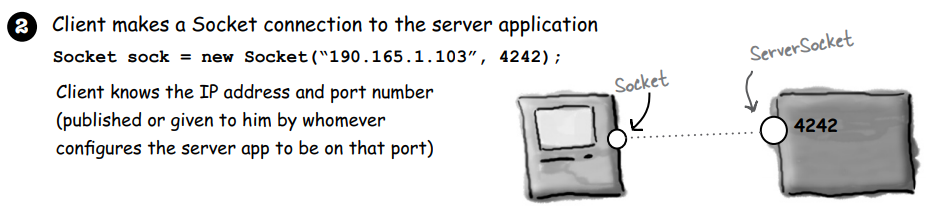 2 Client makes a Socket connection to the server application
Socket sock = new Socket(“190.165.1.103”, 4242);
Client knows the IP address and port number
(published or given to him by whomever
configures the server app to be on that port)
Socket
ServerSocket
4242